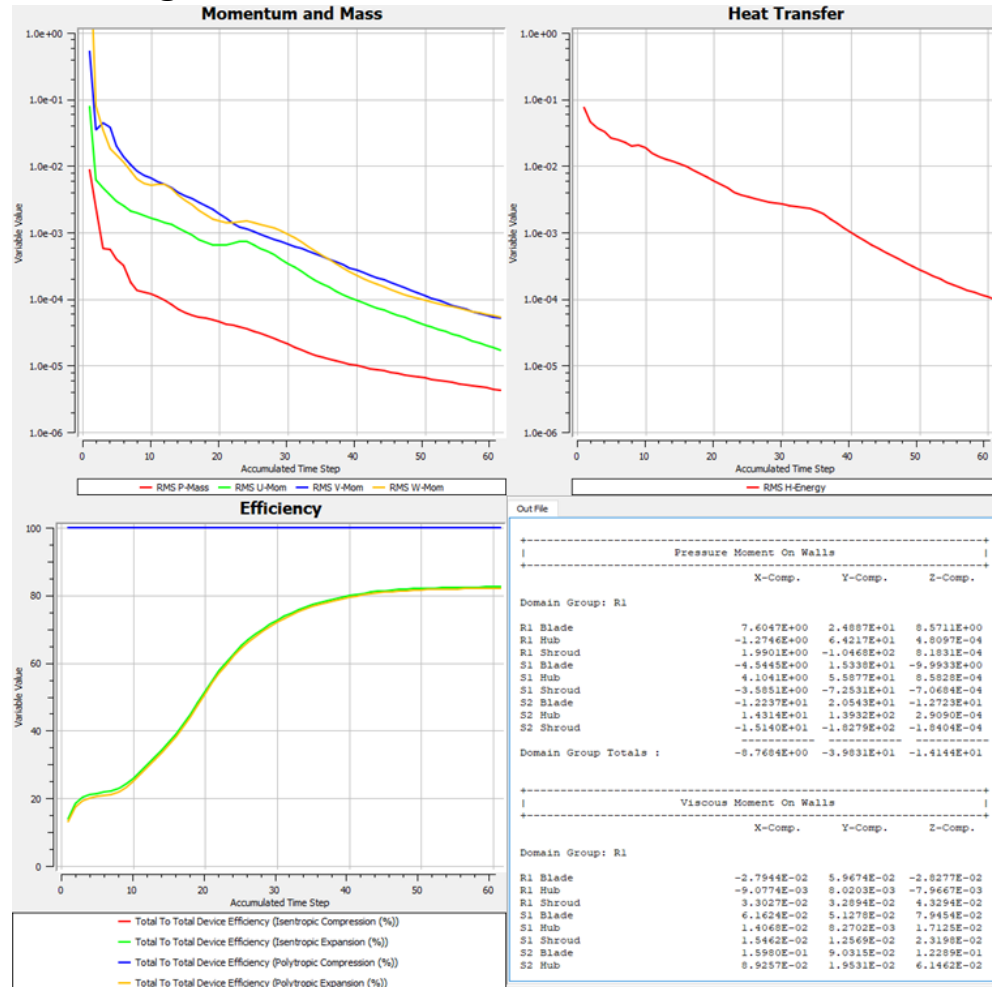 Momentum and Mass
1.0e+00
1.0e-01
1.0e-02
1.0e-03
1.0e-04
1.0e-05
1.0e-06
Variable Value
0 10 20 30 40 50 60
Accumulated Time Step
RMS P-Mass RMS U-Mom RMS V-Mom RMS W-Mom
Heat Transfer
1.0e+00
1.0e-01
1.0e-02
1.0e-03
1.0e-04
1.0e-05
1.0e-06
Variable Value
0 10 20 30 40 50 60
Accumulated Time Step
RMS H-Energy
Efficiency
100
80
60
40
20
0
Variable Value
0 10 20 30 40 50 60
Accumulated Time Step
Total To Total Device Efficiency (Isentropic Compression (%))
Total To Total Device Efficiency (Isentropic Expansion (%))
Total To Total Device Efficiency (Polytropic Compression (%))
Total To Total Device Efficiency (Polytropic Expansion (%))
Out File
+--------------------------------------------------------------------+
| Pressure Moment On Walls |
+--------------------------------------------------------------------+
X-Comp. Y-Comp. Z-Comp.
Domain Group: R1
R1 Blade 7.6047E+00 2.4887E+01 8.5711E+00
R1 Hub -1.2746E+00 6.4217E+01 4.8097E-04
R1 Shroud 1.9901E+00 -1.0468E+02 8.1831E-04
S1 Blade -4.5445E+00 1.5338E+01 -9.9933E+00
S1 Hub 4.1041E+00 5.5877E+01 8.5828E-04
S1 Shroud -3.5851E+00 -7.2531E+01 -7.0684E-04
S2 Blade -1.2237E+01 2.0543E+01 -1.2723E+01
S2 Hub 1.4314E+01 1.3932E+02 2.9090E-04
S2 Shroud -1.5140E+01 -1.8279E+02 -1.8404E-04
----------- ----------- -----------
Domain Group Totals : -8.7684E+00 -3.9831E+01 -1.4144E+01
+--------------------------------------------------------------------+
| Viscous Moment On Walls |
+--------------------------------------------------------------------+
X-Comp. Y-Comp. Z-Comp.
Domain Group: R1
R1 Blade -2.7944E-02 5.9674E-02 -2.8277E-02
R1 Hub -9.0774E-03 8.0203E-03 -7.9667E-03
R1 Shroud 3.3027E-02 3.2894E-02 4.3294E-02
S1 Blade 6.1624E-02 5.1278E-02 7.9454E-02
S1 Hub 1.4068E-02 8.2702E-03 1.7125E-02
S1 Shroud 1.5462E-02 1.2569E-02 2.3198E-02
S2 Blade 1.5980E-01 9.0315E-02 1.2289E-01
S2 Hub 8.9257E-02 1.9531E-02 6.1462E-02